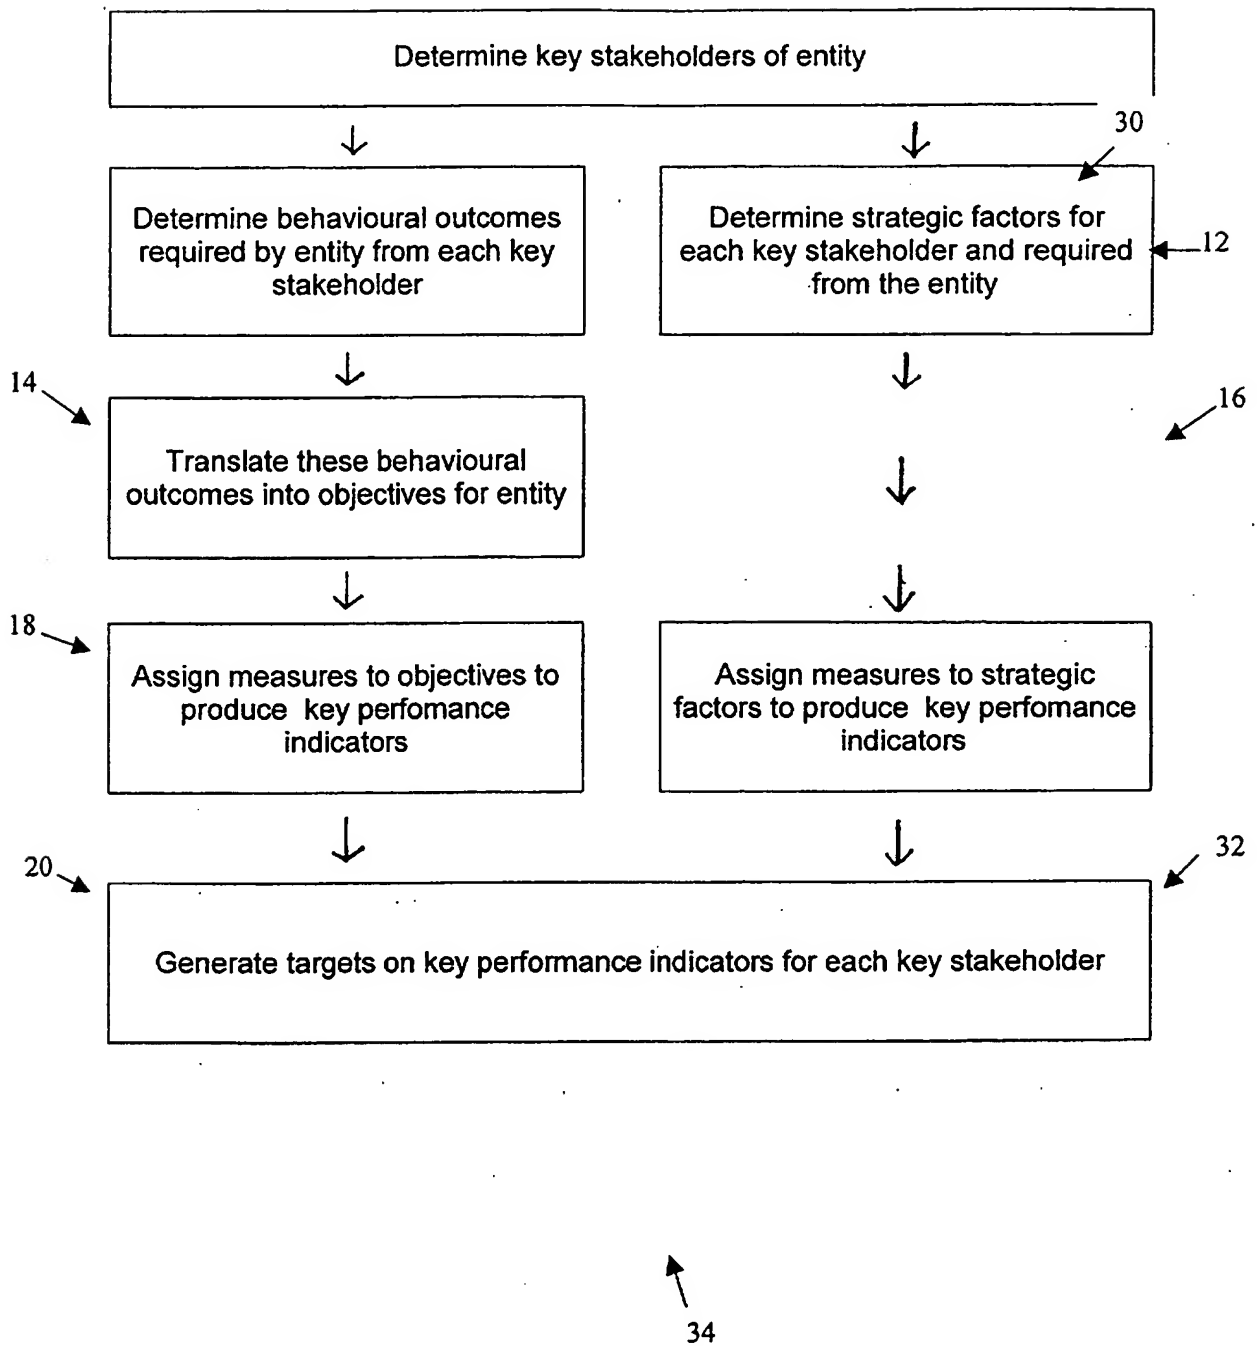 Determine key stakeholders of entity
30
Determine behavioural outcomes
required by entity from each key
stakeholder
Determine strategic factors for
each key stakeholder and required
from the entity
12
14
16
Translate these behavioural
outcomes into objectives for entity
18
Assign measures to objectives to
produce key perfomance
indicators
Assign measures to strategic
factors to produce key perfomance
indicators
20
32
Generate targets on key performance indicators for each key stakeholder
34